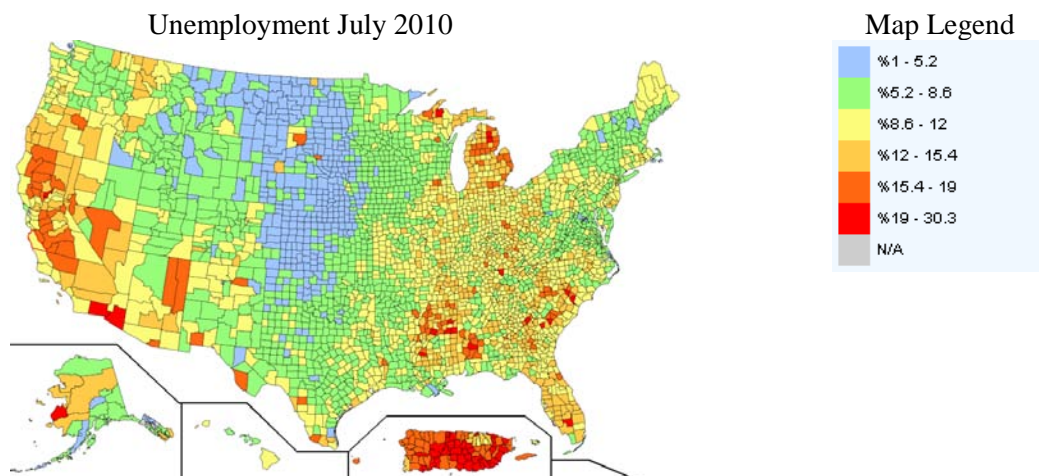 Unemployment July 2010
Map Legend
%1 - 5.2
%5.2 - 8.6
%8.6 - 12
%12 - 15.4
%15.4 - 19
%19 - 30.3
N/A